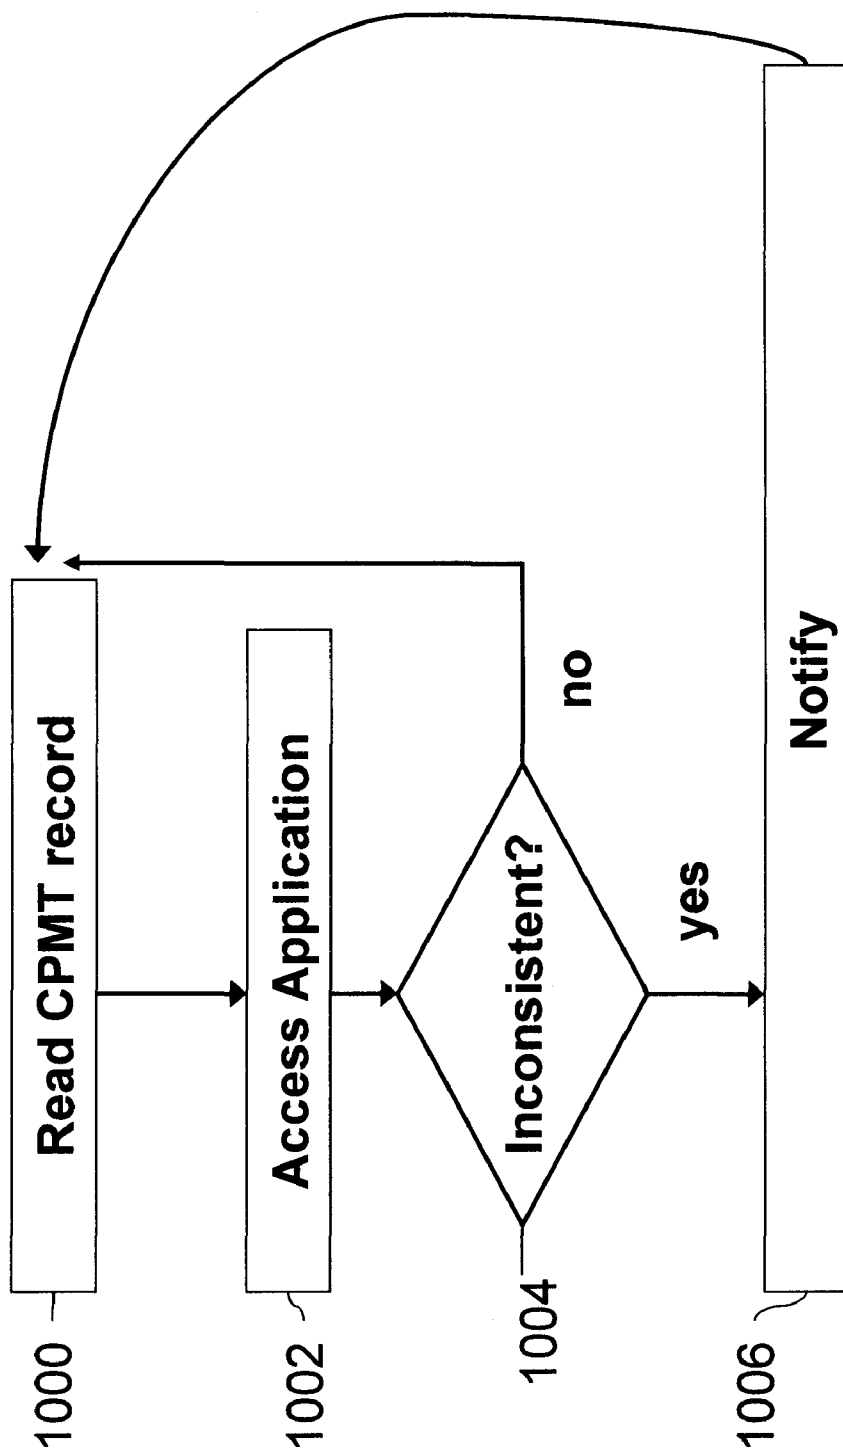 1000
Read CPMT record
1002
Access Application
1004
Inconsistent?
no
yes
1006
Notify